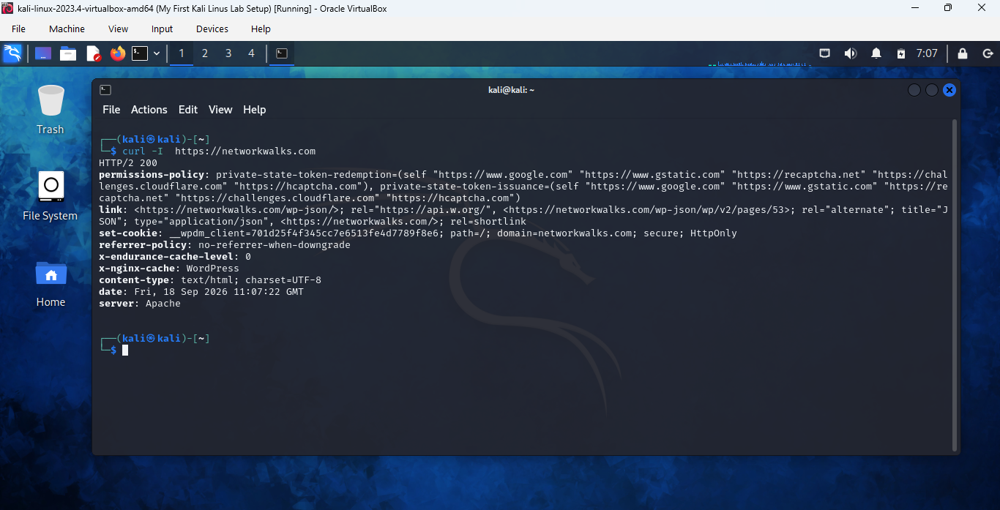 kali-linux-2023.4-virtualbox-amd64 (My First Kali Linus Lab Setup) [Running] - Oracle VirtualBox
File Machine View Input Devices Help
1 2 3 4 7:07
Trash
File System
Home
kali@kali: ~
File Actions Edit View Help
┌──(kali㉿kali)-[~]
└─$ curl -I  https://networkwalks.com
HTTP/2 200
permissions-policy: private-state-token-redemption=(self "https://www.google.com" "https://www.gstatic.com" "https://recaptcha.net" "https://chal
lenges.cloudflare.com" "https://hcaptcha.com"), private-state-token-issuance=(self "https://www.google.com" "https://www.gstatic.com" "https://re
captcha.net" "https://challenges.cloudflare.com" "https://hcaptcha.com")
link: <https://networkwalks.com/wp-json/>; rel="https://api.w.org/", <https://networkwalks.com/wp-json/wp/v2/pages/53>; rel="alternate"; title="J
SON"; type="application/json", <https://networkwalks.com/>; rel=shortlink
set-cookie: __wpdm_client=701d25f4f345cc7e6513fe4d7789f8e6; path=/; domain=networkwalks.com; secure; HttpOnly
referrer-policy: no-referrer-when-downgrade
x-endurance-cache-level: 0
x-nginx-cache: WordPress
content-type: text/html; charset=UTF-8
date: Fri, 18 Sep 2026 11:07:22 GMT
server: Apache
┌──(kali㉿kali)-[~]
└─$